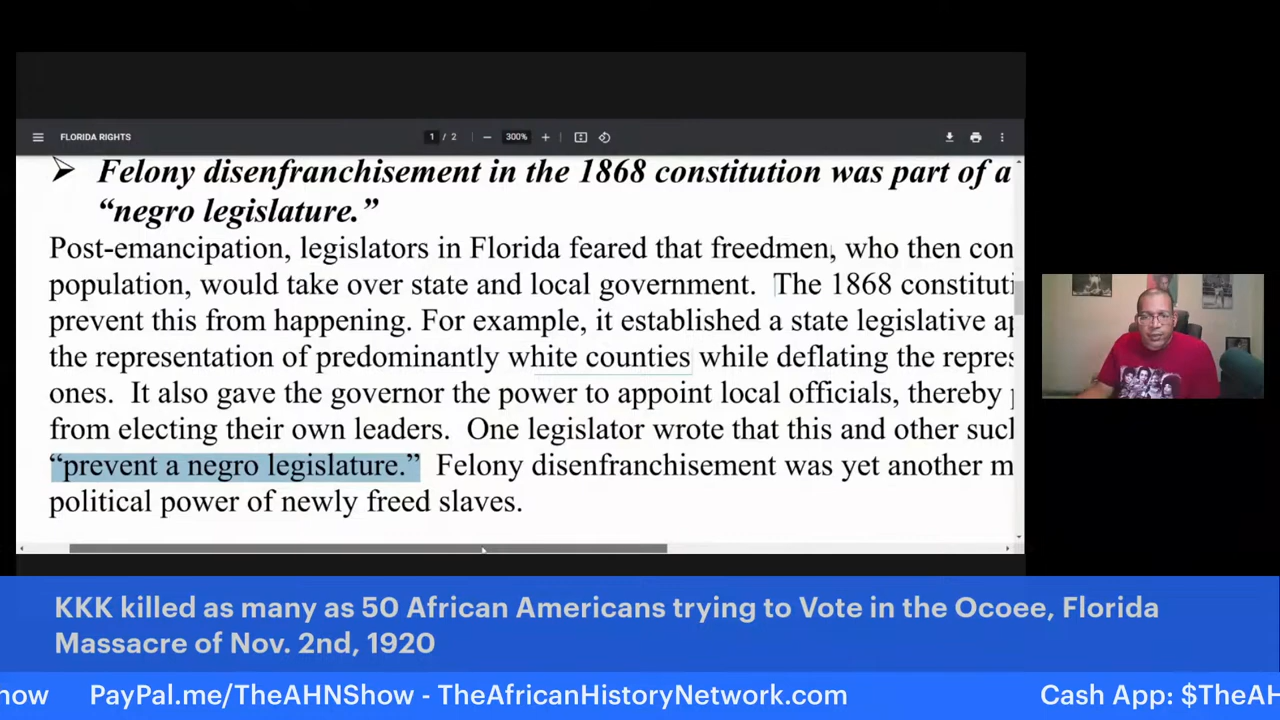 FLORIDA RIGHTS
1 / 2
300%
➢ Felony disenfranchisement in the 1868 constitution was part of a
“negro legislature.”
Post-emancipation, legislators in Florida feared that freedmen, who then con
population, would take over state and local government. The 1868 constituti
prevent this from happening. For example, it established a state legislative ap
the representation of predominantly white counties while deflating the repres
ones. It also gave the governor the power to appoint local officials, thereby
from electing their own leaders. One legislator wrote that this and other such
“prevent a negro legislature.” Felony disenfranchisement was yet another m
political power of newly freed slaves.
KKK killed as many as 50 African Americans trying to Vote in the Ocoee, Florida
Massacre of Nov. 2nd, 1920
how PayPal.me/TheAHNShow - TheAfricanHistoryNetwork.com Cash App: $TheAH